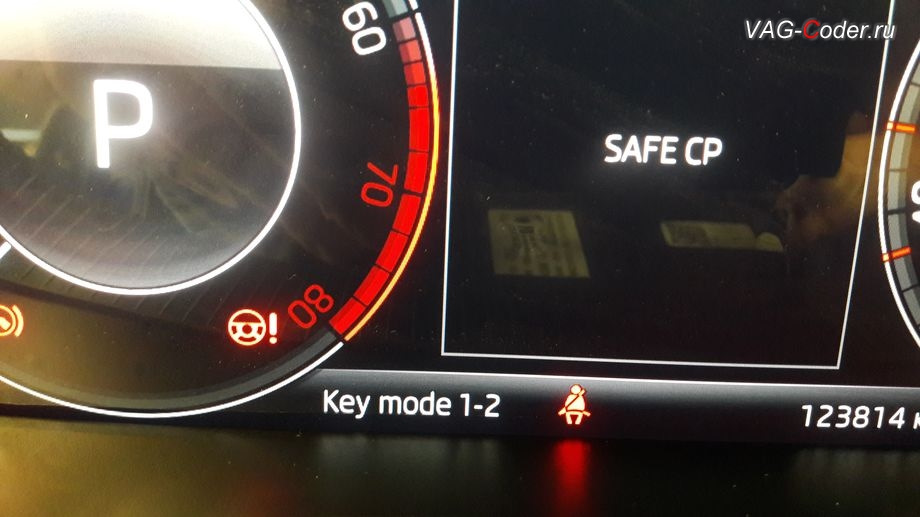 VAG-Coder.ru
60
P
SAFE CP
70
80
Key mode 1-2
123814 к